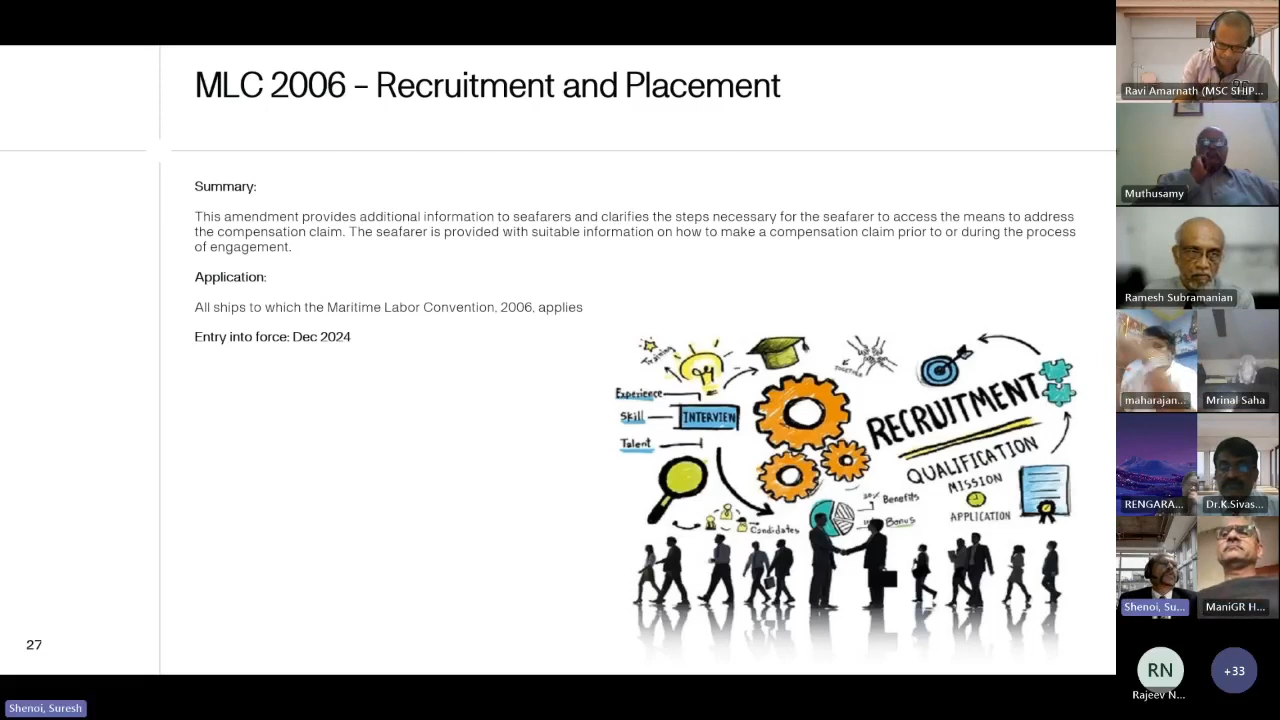 MLC 2006 – Recruitment and Placement
Summary:
This amendment provides additional information to seafarers and clarifies the steps necessary for the seafarer to access the means to address
the compensation claim. The seafarer is provided with suitable information on how to make a compensation claim prior to or during the process
of engagement.
Application:
All ships to which the Maritime Labor Convention, 2006, applies
Entry into force: Dec 2024
Training
TOGETHER
Experience
Skill
INTERVIEW
Talent
RECRUITMENT
QUALIFICATION
MISSION
APPLICATION
Benefits
Bonus
Candidates
27
Shenoi, Suresh
Ravi Amarnath (MSC SHIP...
Muthusamy
Ramesh Subramanian
maharajan...
Mrinal Saha
RENGARA...
Dr.K.Sivas...
Shenoi, Su...
ManiGR H...
RN
+33
Rajeev N...